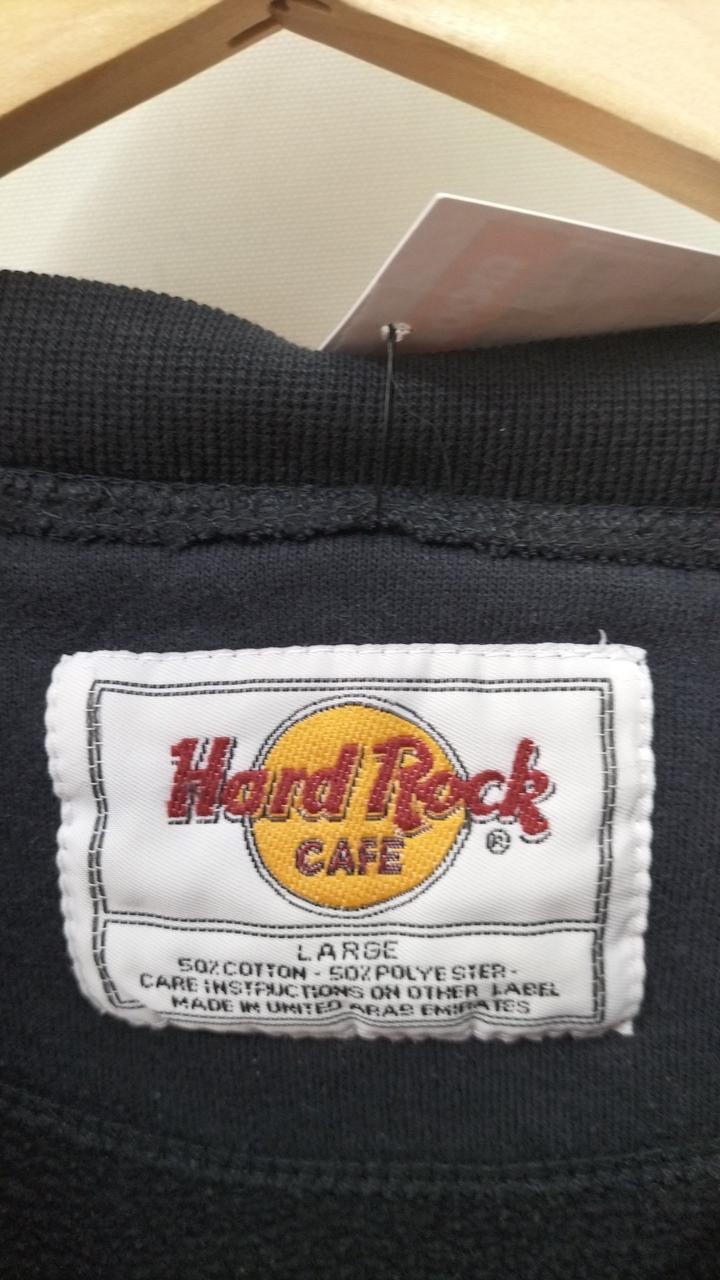 Hard Rock
CAFE
®
LARGE
50% COTTON - 50% POLYESTER -
CARE INSTRUCTIONS ON OTHER LABEL
MADE IN UNITED ARAB EMIRATES